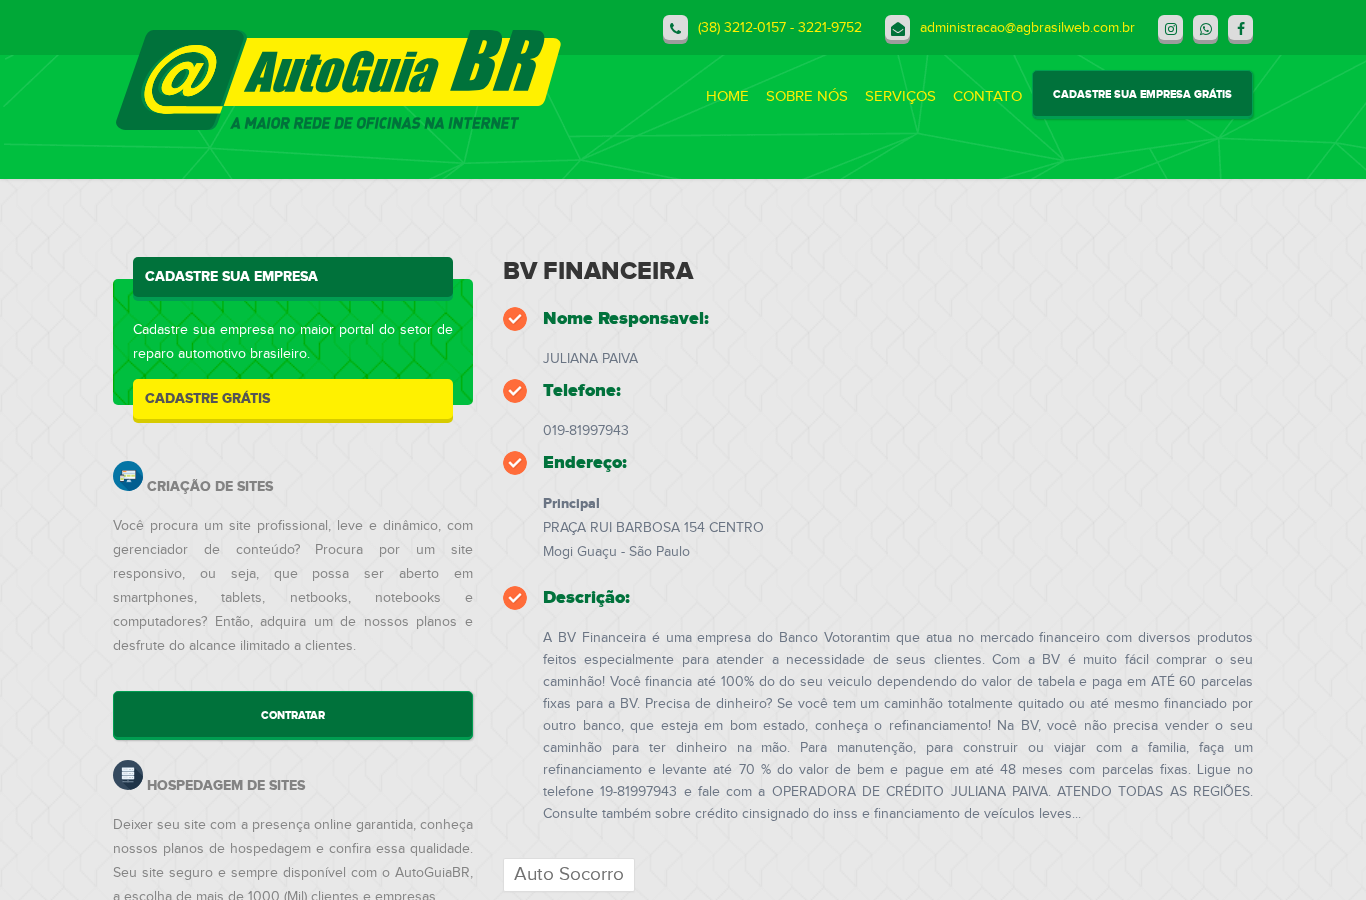 (38) 3212-0157 - 3221-9752
administracao@agbrasilweb.com.br
@ AutoGuia BR
A MAIOR REDE DE OFICINAS NA INTERNET
HOME
SOBRE NÓS
SERVIÇOS
CONTATO
CADASTRE SUA EMPRESA GRÁTIS
CADASTRE SUA EMPRESA
Cadastre sua empresa no maior portal do setor de
reparo automotivo brasileiro.
CADASTRE GRÁTIS
CRIAÇÃO DE SITES
Você procura um site profissional, leve e dinâmico, com
gerenciador de conteúdo? Procura por um site
responsivo, ou seja, que possa ser aberto em
smartphones, tablets, netbooks, notebooks e
computadores? Então, adquira um de nossos planos e
desfrute do alcance ilimitado a clientes.
CONTRATAR
HOSPEDAGEM DE SITES
Deixer seu site com a presença online garantida, conheça
nossos planos de hospedagem e confira essa qualidade.
Seu site seguro e sempre disponível com o AutoGuiaBR,
a escolha de mais de 1000 (Mil) clientes e empresas
BV FINANCEIRA
Nome Responsavel:
JULIANA PAIVA
Telefone:
019-81997943
Endereço:
Principal
PRAÇA RUI BARBOSA 154 CENTRO
Mogi Guaçu - São Paulo
Descrição:
A BV Financeira é uma empresa do Banco Votorantim que atua no mercado financeiro com diversos produtos
feitos especialmente para atender a necessidade de seus clientes. Com a BV é muito fácil comprar o seu
caminhão! Você financia até 100% do do seu veiculo dependendo do valor de tabela e paga em ATÉ 60 parcelas
fixas para a BV. Precisa de dinheiro? Se você tem um caminhão totalmente quitado ou até mesmo financiado por
outro banco, que esteja em bom estado, conheça o refinanciamento! Na BV, você não precisa vender o seu
caminhão para ter dinheiro na mão. Para manutenção, para construir ou viajar com a familia, faça um
refinanciamento e levante até 70 % do valor de bem e pague em até 48 meses com parcelas fixas. Ligue no
telefone 19-81997943 e fale com a OPERADORA DE CRÉDITO JULIANA PAIVA. ATENDO TODAS AS REGIÕES.
Consulte também sobre crédito cinsignado do inss e financiamento de veículos leves...
Auto Socorro